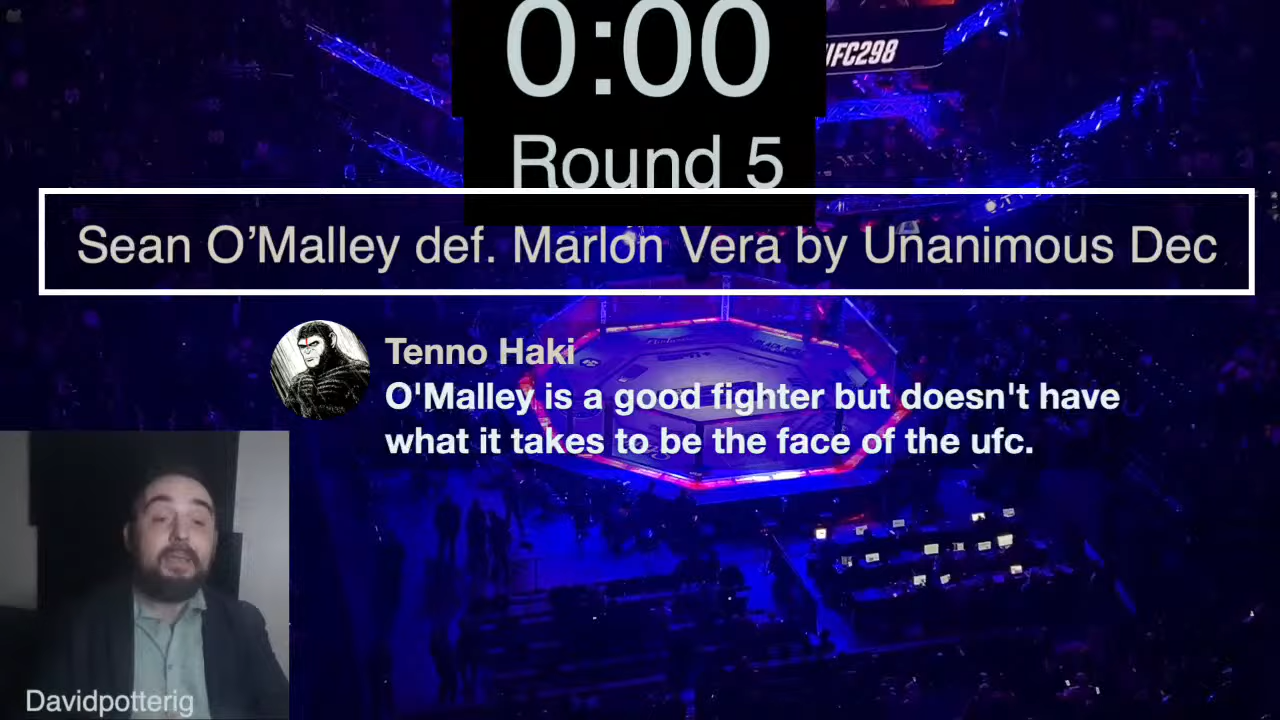 0:00
UFC298
Round 5
Sean O’Malley def. Marlon Vera by Unanimous Dec
Tenno Haki
O'Malley is a good fighter but doesn't have
what it takes to be the face of the ufc.
Davidpotterig